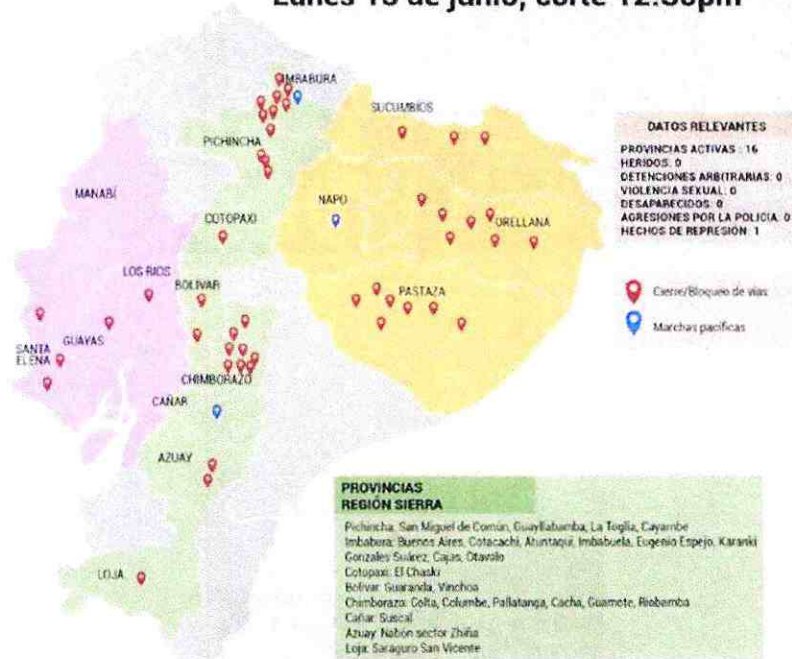 Lunes 13 de junio, corte 12:30pm
IMBABURA
SUCUMBÍOS
PICHINCHA
MANABÍ
NAPO
COTOPAXI
ORELLANA
LOS RIOS
BOLIVAR
PASTAZA
GUAYAS
SANTA
ELENA
CHIMBORAZO
CAÑAR
AZUAY
LOJA
DATOS RELEVANTES
PROVINCIAS ACTIVAS : 16
HERIDOS: 0
DETENCIONES ARBITRARIAS: 0
VIOLENCIA SEXUAL: 0
DESAPARECIDOS: 0
AGRESIONES POR LA POLICIA: 0
HECHOS DE REPRESIÓN: 1
Cierre/Bloqueo de vías
Marchas pacíficas
PROVINCIAS
REGIÓN SIERRA
Pichincha: San Miguel de Común, Guayllabamba, La Toglla, Cayambe
Imbabura: Buenos Aires, Cotacachi, Atuntaqui, Imbabuela, Eugenio Espejo, Karanki
Gonzales Suárez, Cajas, Otavalo
Cotopaxi: El Chaski
Bolívar: Guaranda, Vinchoa
Chimborazo: Colta, Columbe, Pallatanga, Cacha, Guamote, Riobamba
Cañar: Suscal
Azuay: Nabón sector Zhiña
Loja: Saraguro San Vicente